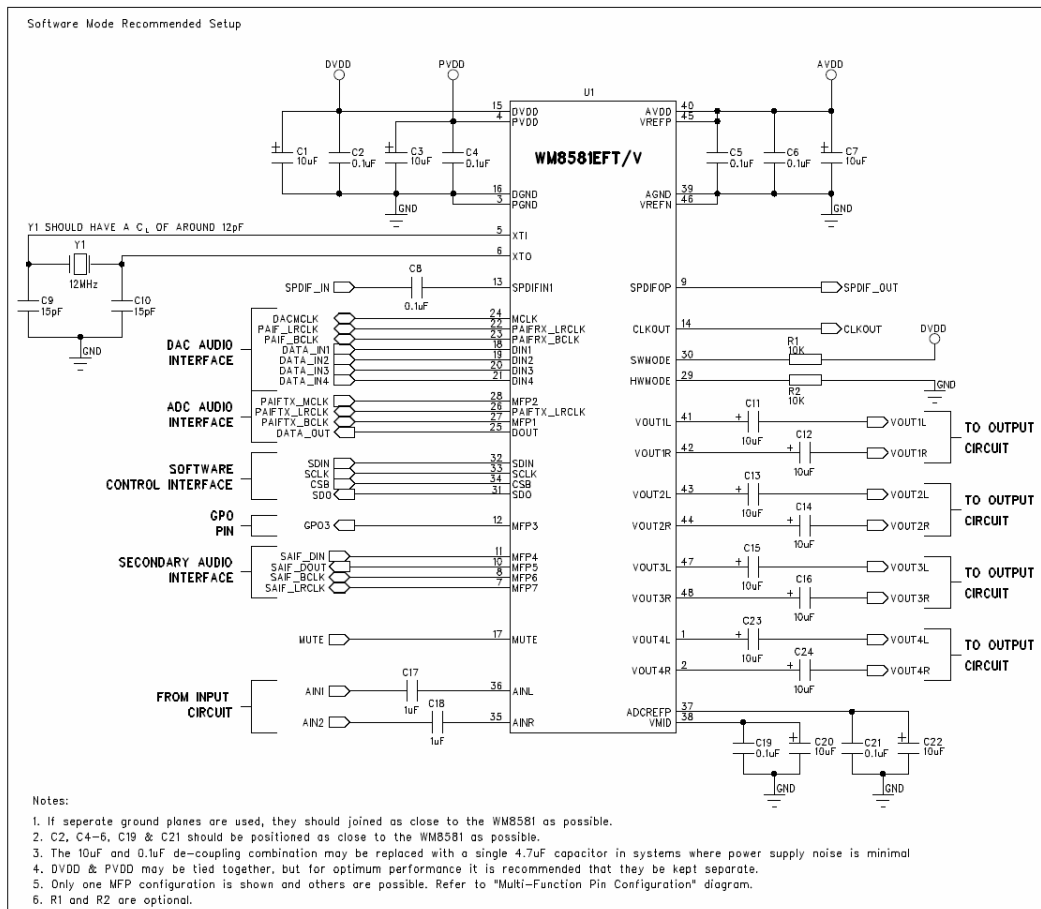 Software Mode Recommended Setup
DVDD
PVDD
AVDD
U1
WM8581EFT/V
15 DVDD
4 PVDD
AVDD 40
VREFP 45
C1
10uF
C2
0.1uF
C3
10uF
C4
0.1uF
C5
0.1uF
C6
0.1uF
C7
10uF
16 DGND
3 PGND
AGND 39
VREFN 46
GND
GND
Y1 SHOULD HAVE A CL OF AROUND 12pF
5 XTI
6 XTO
Y1
12MHz
C9
15pF
C10
15pF
GND
SPDIF_IN
C8
0.1uF
13 SPDIFIN1
SPDIFOP 9 SPDIF_OUT
DAC AUDIO
INTERFACE
DACMCLK 24 MCLK
PAIF_LRCLK 22 PAIFRX_LRCLK
PAIF_BCLK 23 PAIFRX_BCLK
DATA_IN1 18 DIN1
DATA_IN2 19 DIN2
DATA_IN3 20 DIN3
DATA_IN4 21 DIN4
CLKOUT 14 CLKOUT
DVDD
SWMODE 30
R1
10K
HWMODE 29
R2
10K
GND
ADC AUDIO
INTERFACE
PAIFTX_MCLK 28 MFP2
PAIFTX_LRCLK 26 PAIFTX_LRCLK
PAIFTX_BCLK 27 MFP1
DATA_OUT 25 DOUT
VOUT1L 41
C11
10uF
VOUT1L
VOUT1R 42
C12
10uF
VOUT1R
TO OUTPUT
CIRCUIT
SOFTWARE
CONTROL INTERFACE
SDIN 32 SDIN
SCLK 33 SCLK
CSB 34 CSB
SDO 31 SDO
VOUT2L 43
C13
10uF
VOUT2L
VOUT2R 44
C14
10uF
VOUT2R
TO OUTPUT
CIRCUIT
GPO
PIN
GPO3 12 MFP3
SECONDARY AUDIO
INTERFACE
SAIF_DIN 11 MFP4
SAIF_DOUT 10 MFP5
SAIF_BCLK 8 MFP6
SAIF_LRCLK 7 MFP7
VOUT3L 47
C15
10uF
VOUT3L
VOUT3R 48
C16
10uF
VOUT3R
TO OUTPUT
CIRCUIT
MUTE 17 MUTE
VOUT4L 1
C23
10uF
VOUT4L
VOUT4R 2
C24
10uF
VOUT4R
TO OUTPUT
CIRCUIT
FROM INPUT
CIRCUIT
AIN1
C17
1uF
36 AINL
AIN2
C18
1uF
35 AINR
ADCREFP 37
VMID 38
C19
0.1uF
C20
10uF
C21
0.1uF
C22
10uF
GND
GND
Notes:
1. If seperate ground planes are used, they should joined as close to the WM8581 as possible.
2. C2, C4-6, C19 & C21 should be positioned as close to the WM8581 as possible.
3. The 10uF and 0.1uF de-coupling combination may be replaced with a single 4.7uF capacitor in systems where power supply noise is minimal
4. DVDD & PVDD may be tied together, but for optimum performance it is recommended that they be kept separate.
5. Only one MFP configuration is shown and others are possible. Refer to "Multi-Function Pin Configuration" diagram.
6. R1 and R2 are optional.